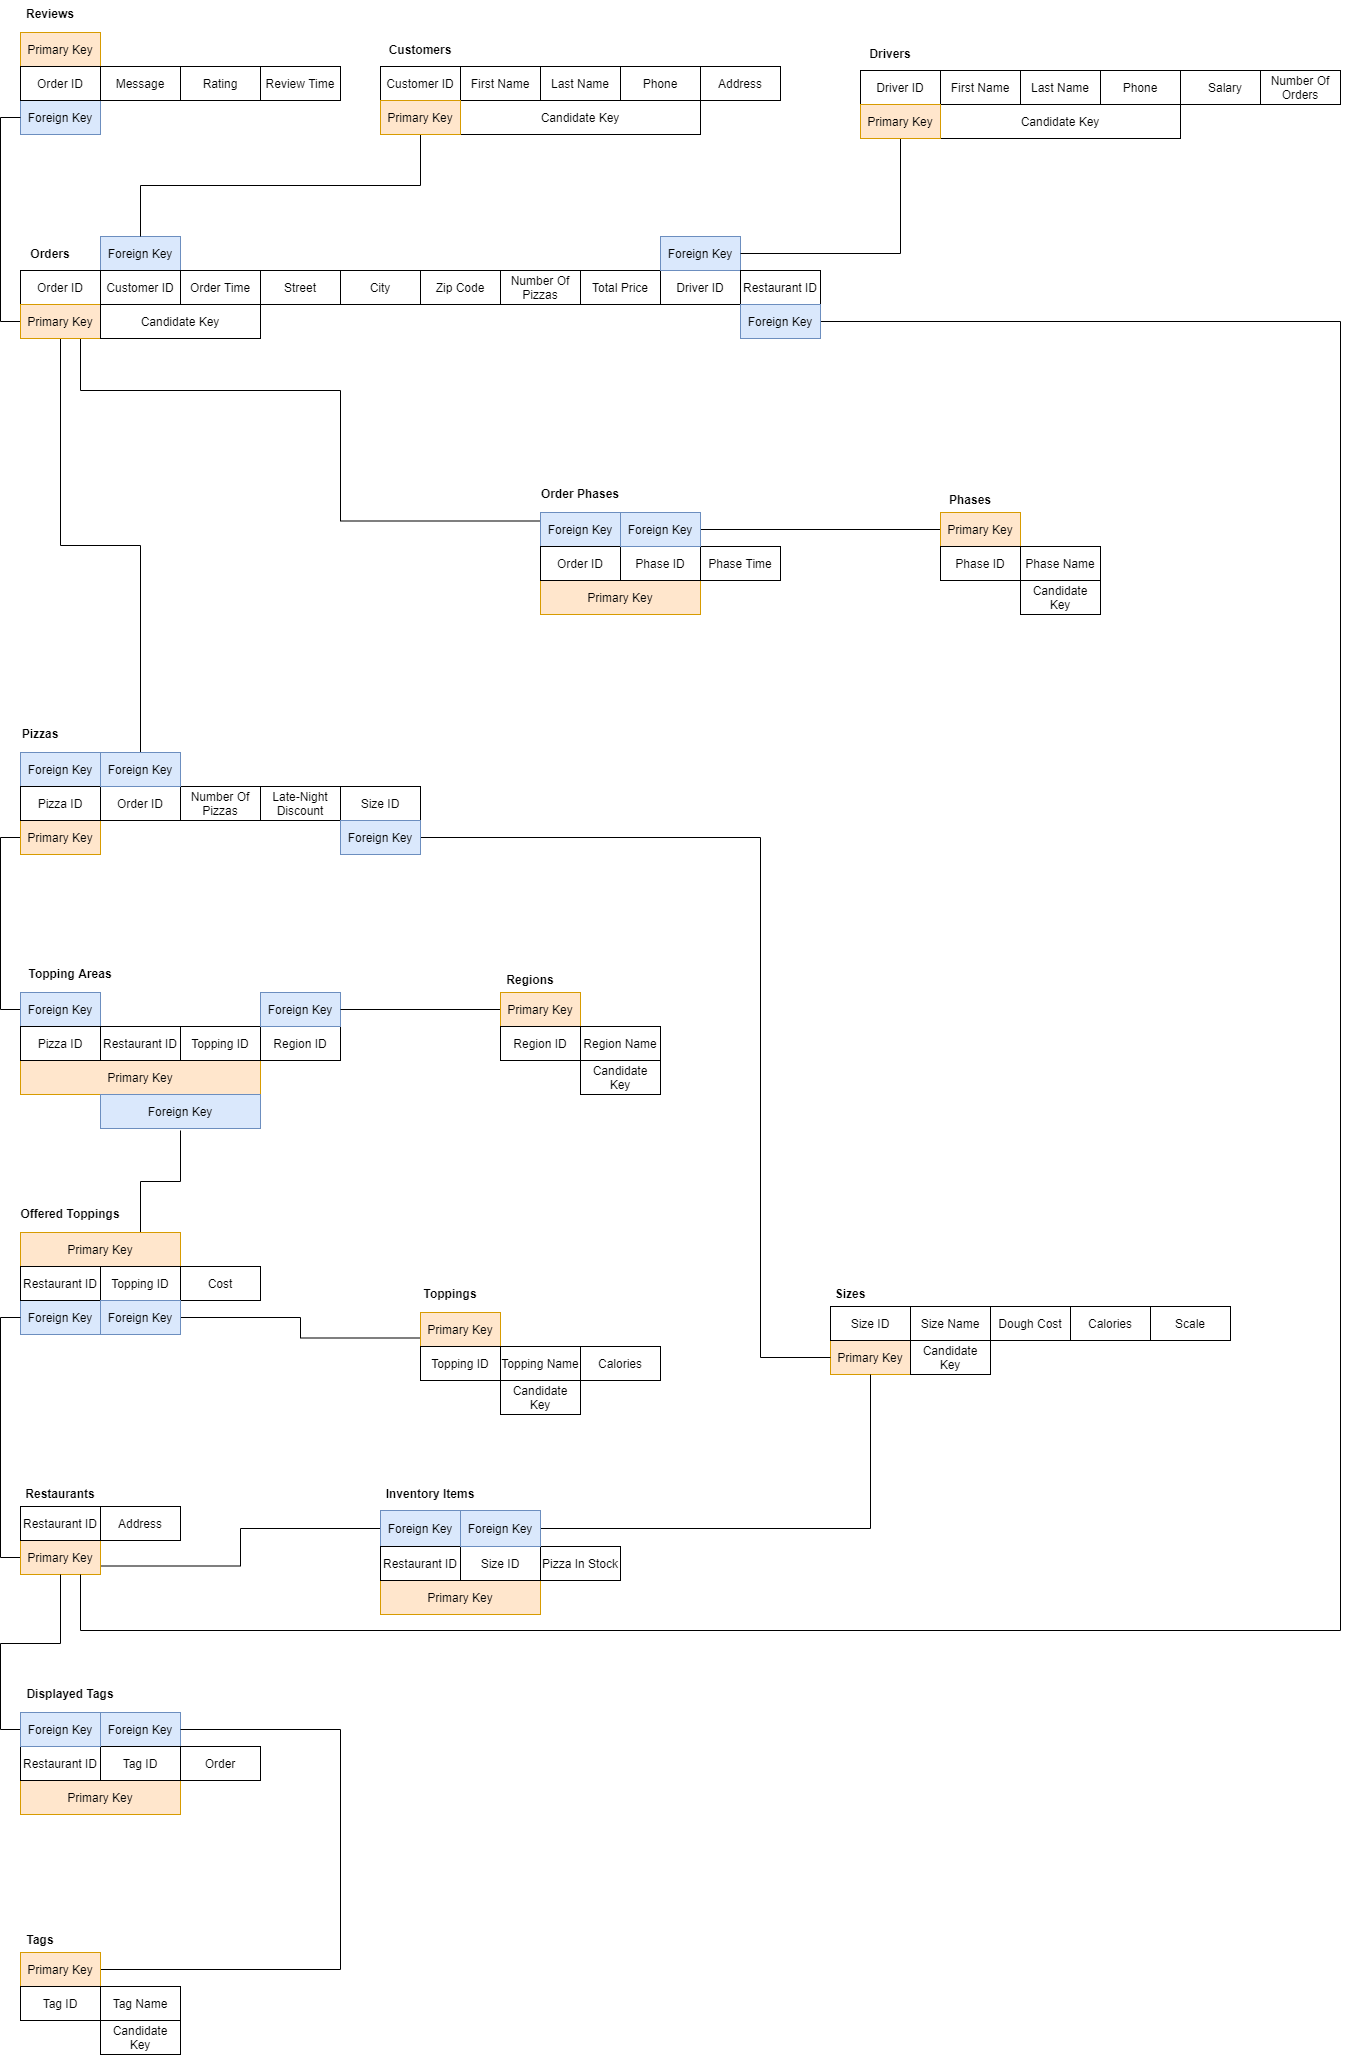 Reviews
Primary Key
Order ID Message Rating Review Time
Foreign Key
Customers
Customer ID First Name Last Name Phone Address
Primary Key Candidate Key
Drivers
Driver ID First Name Last Name Phone Salary Number Of
Orders
Primary Key Candidate Key
Orders Foreign Key Foreign Key
Order ID Customer ID Order Time Street City Zip Code Number Of
Pizzas Total Price Driver ID Restaurant ID
Primary Key Candidate Key Foreign Key
Order Phases
Foreign Key Foreign Key
Order ID Phase ID Phase Time
Primary Key
Phases
Primary Key
Phase ID Phase Name
Candidate
Key
Pizzas
Foreign Key Foreign Key
Pizza ID Order ID Number Of
Pizzas Late-Night
Discount Size ID
Primary Key Foreign Key
Topping Areas
Foreign Key Foreign Key
Pizza ID Restaurant ID Topping ID Region ID
Primary Key
Foreign Key
Regions
Primary Key
Region ID Region Name
Candidate
Key
Offered Toppings
Primary Key
Restaurant ID Topping ID Cost
Foreign Key Foreign Key
Toppings
Primary Key
Topping ID Topping Name Calories
Candidate
Key
Sizes
Size ID Size Name Dough Cost Calories Scale
Primary Key Candidate
Key
Restaurants
Restaurant ID Address
Primary Key
Inventory Items
Foreign Key Foreign Key
Restaurant ID Size ID Pizza In Stock
Primary Key
Displayed Tags
Foreign Key Foreign Key
Restaurant ID Tag ID Order
Primary Key
Tags
Primary Key
Tag ID Tag Name
Candidate
Key